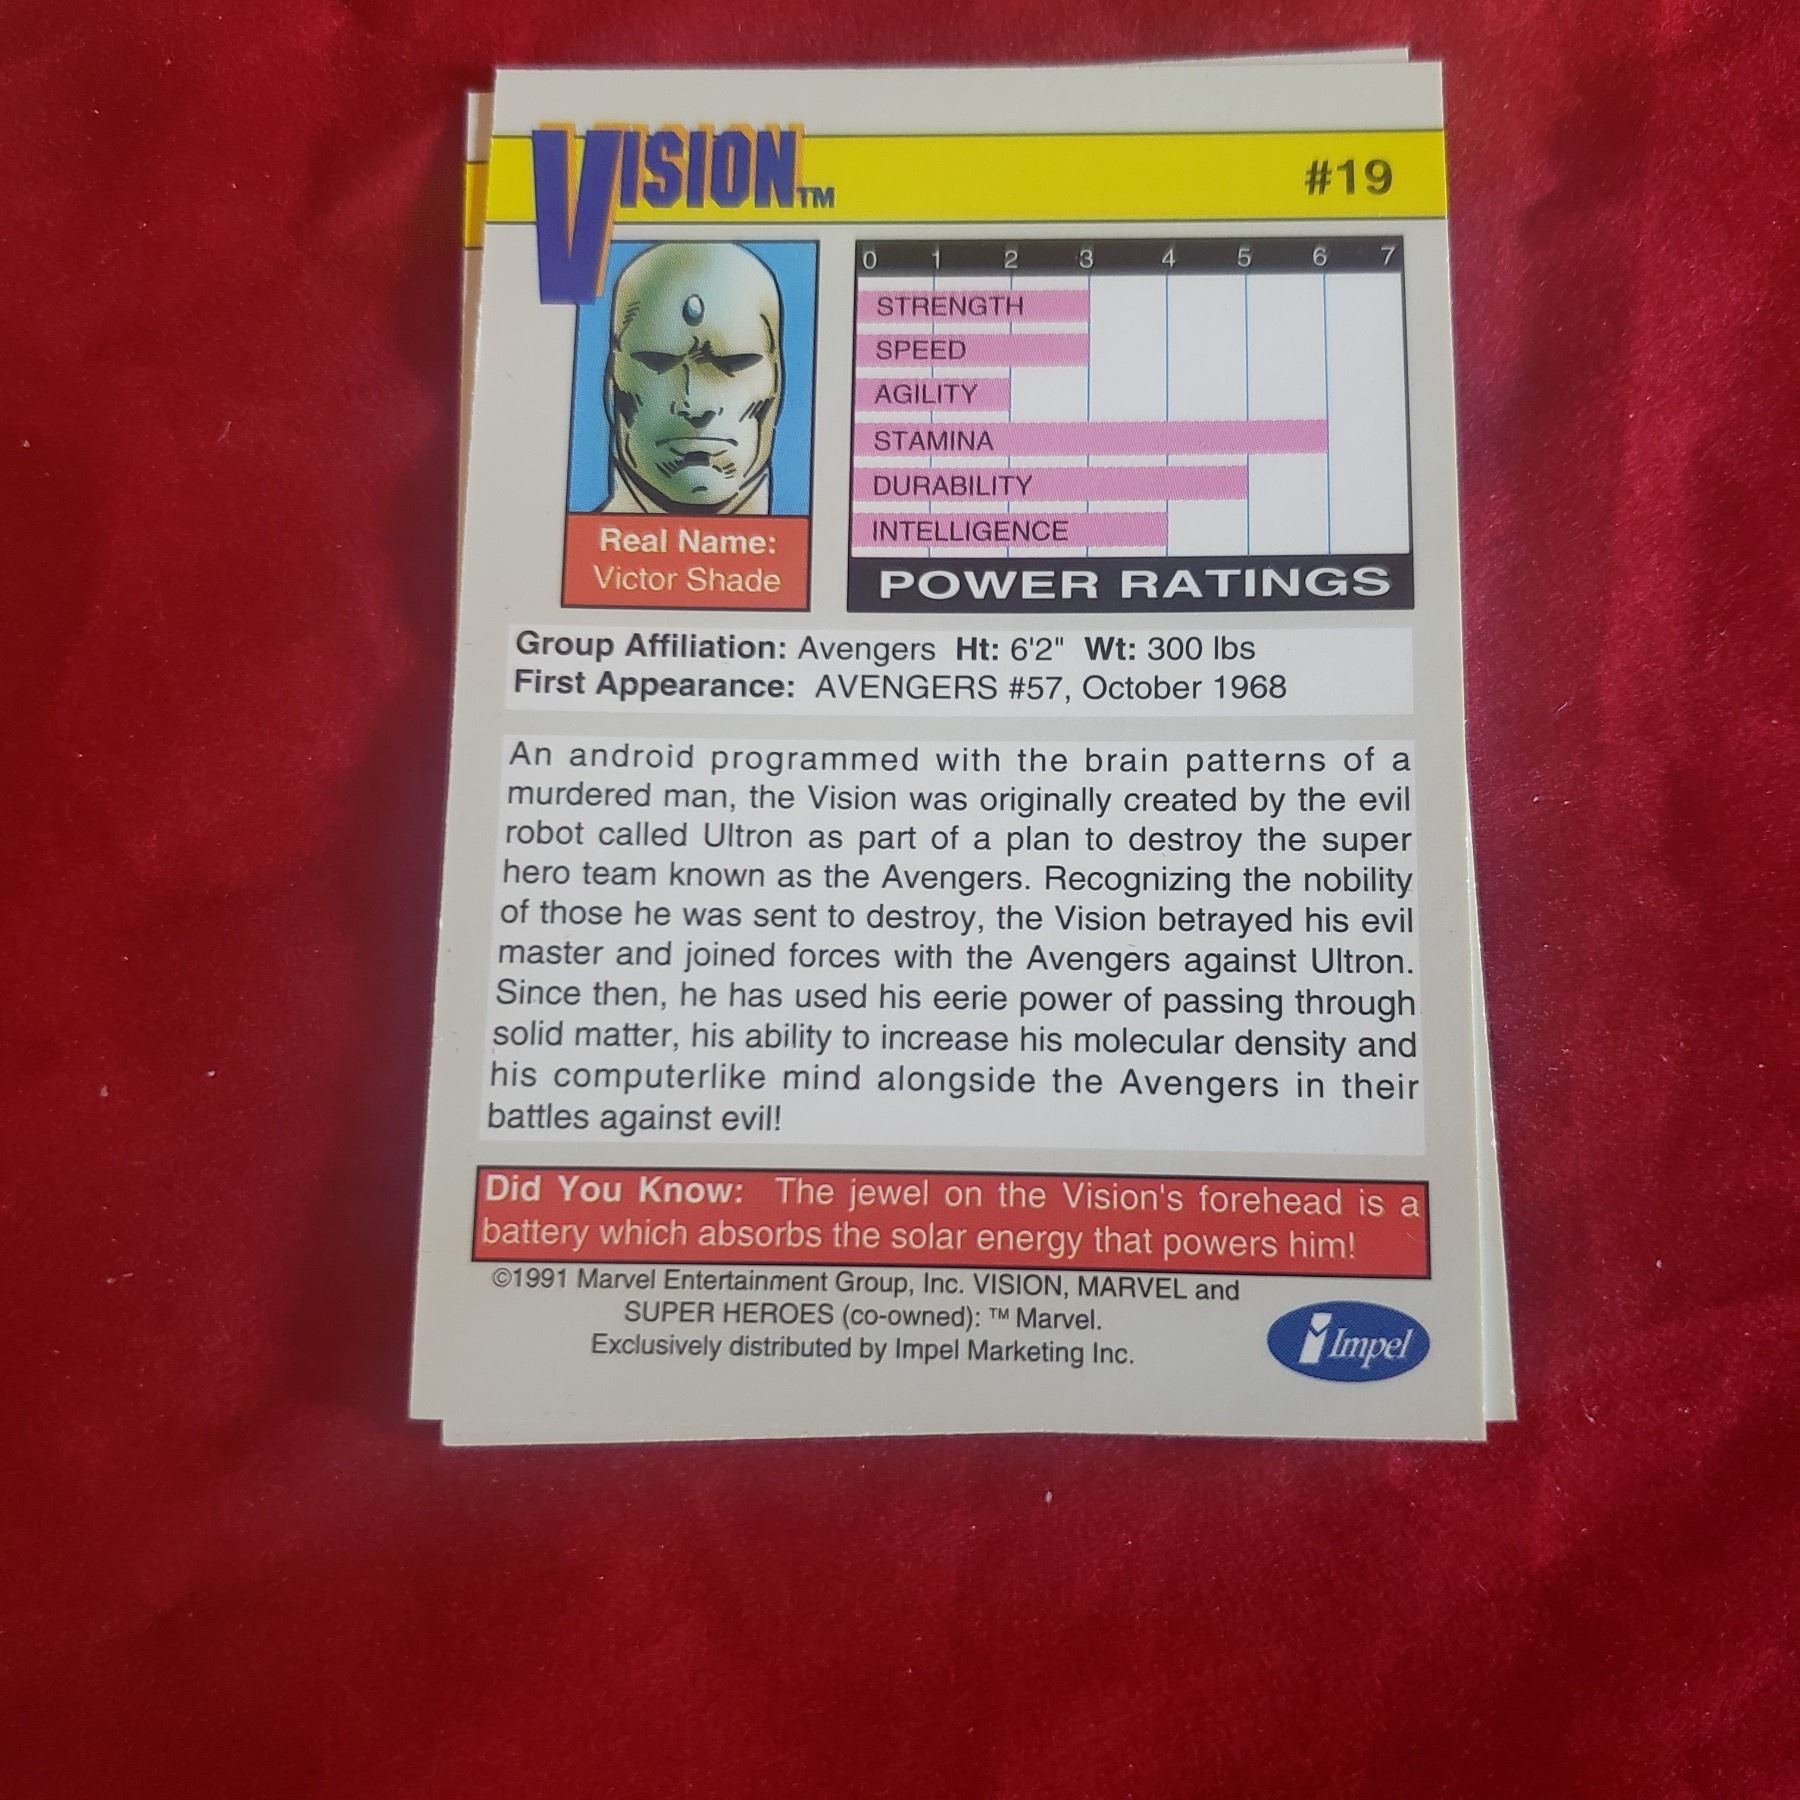 VISION™
#19
0 1 2 3 4 5 6 7
STRENGTH
SPEED
AGILITY
STAMINA
DURABILITY
INTELLIGENCE
POWER RATINGS
Real Name:
Victor Shade
Group Affiliation: Avengers Ht: 6'2" Wt: 300 lbs
First Appearance: AVENGERS #57, October 1968
An android programmed with the brain patterns of a
murdered man, the Vision was originally created by the evil
robot called Ultron as part of a plan to destroy the super
hero team known as the Avengers. Recognizing the nobility
of those he was sent to destroy, the Vision betrayed his evil
master and joined forces with the Avengers against Ultron.
Since then, he has used his eerie power of passing through
solid matter, his ability to increase his molecular density and
his computerlike mind alongside the Avengers in their
battles against evil!
Did You Know: The jewel on the Vision's forehead is a
battery which absorbs the solar energy that powers him!
©1991 Marvel Entertainment Group, Inc. VISION, MARVEL and
SUPER HEROES (co-owned): ™ Marvel.
Exclusively distributed by Impel Marketing Inc.
Impel